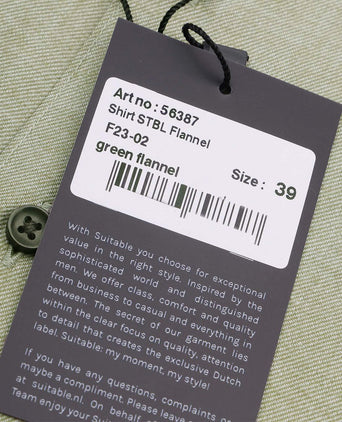 Art no : 56387
Shirt STBL Flannel
F23-02
green flannel
Size : 39
With Suitable you choose for exceptional
value in the right style. Inspired by the
sophisticated world and distinguished
men. We offer class, comfort and quality
from business to casual and everything in
between. The secret of our garment lies
within the clear focus on quality, attention
to detail that creates the exclusive Dutch
label. Suitable: my moment, my style!
If you have any questions, complaints or
maybe a compliment. Please leave
at suitable.nl. On behalf of
Team enjoy your Suitable